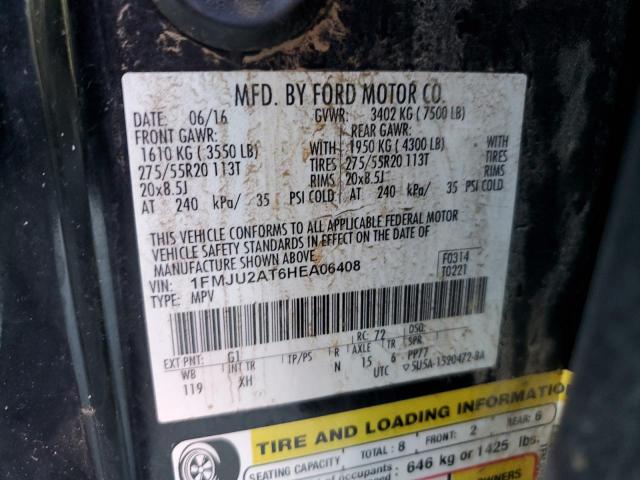 MFD. BY FORD MOTOR CO.
DATE: 06/16 GVWR: 3402 KG ( 7500 LB)
FRONT GAWR: REAR GAWR:
1610 KG ( 3550 LB) WITH 1950 KG ( 4300 LB) WITH
275/55R20 113T TIRES 275/55R20 113T TIRES
20x8.5J RIMS 20x8.5J RIMS
AT 240 kPa/ 35 PSI COLD AT 240 kPa/ 35 PSI COLD
THIS VEHICLE CONFORMS TO ALL APPLICABLE FEDERAL MOTOR
VEHICLE SAFETY STANDARDS IN EFFECT ON THE DATE OF
MANUFACTURE SHOWN ABOVE.
VIN: 1FMJU2AT6HEA06408 F0314
TYPE: MPV T0221
RC: 72 DSO:
EXT PNT: G1 TP/PS R AXLE TR SPR
WB INT TR N 15 6 PP77
119 XH UTC 5U5A-1520472-BA
TIRE AND LOADING INFORMATION
SEATING CAPACITY TOTAL: 8 FRONT: 2 REAR: 6
of occupants 646 kg or 1425 lbs.
OWNERS